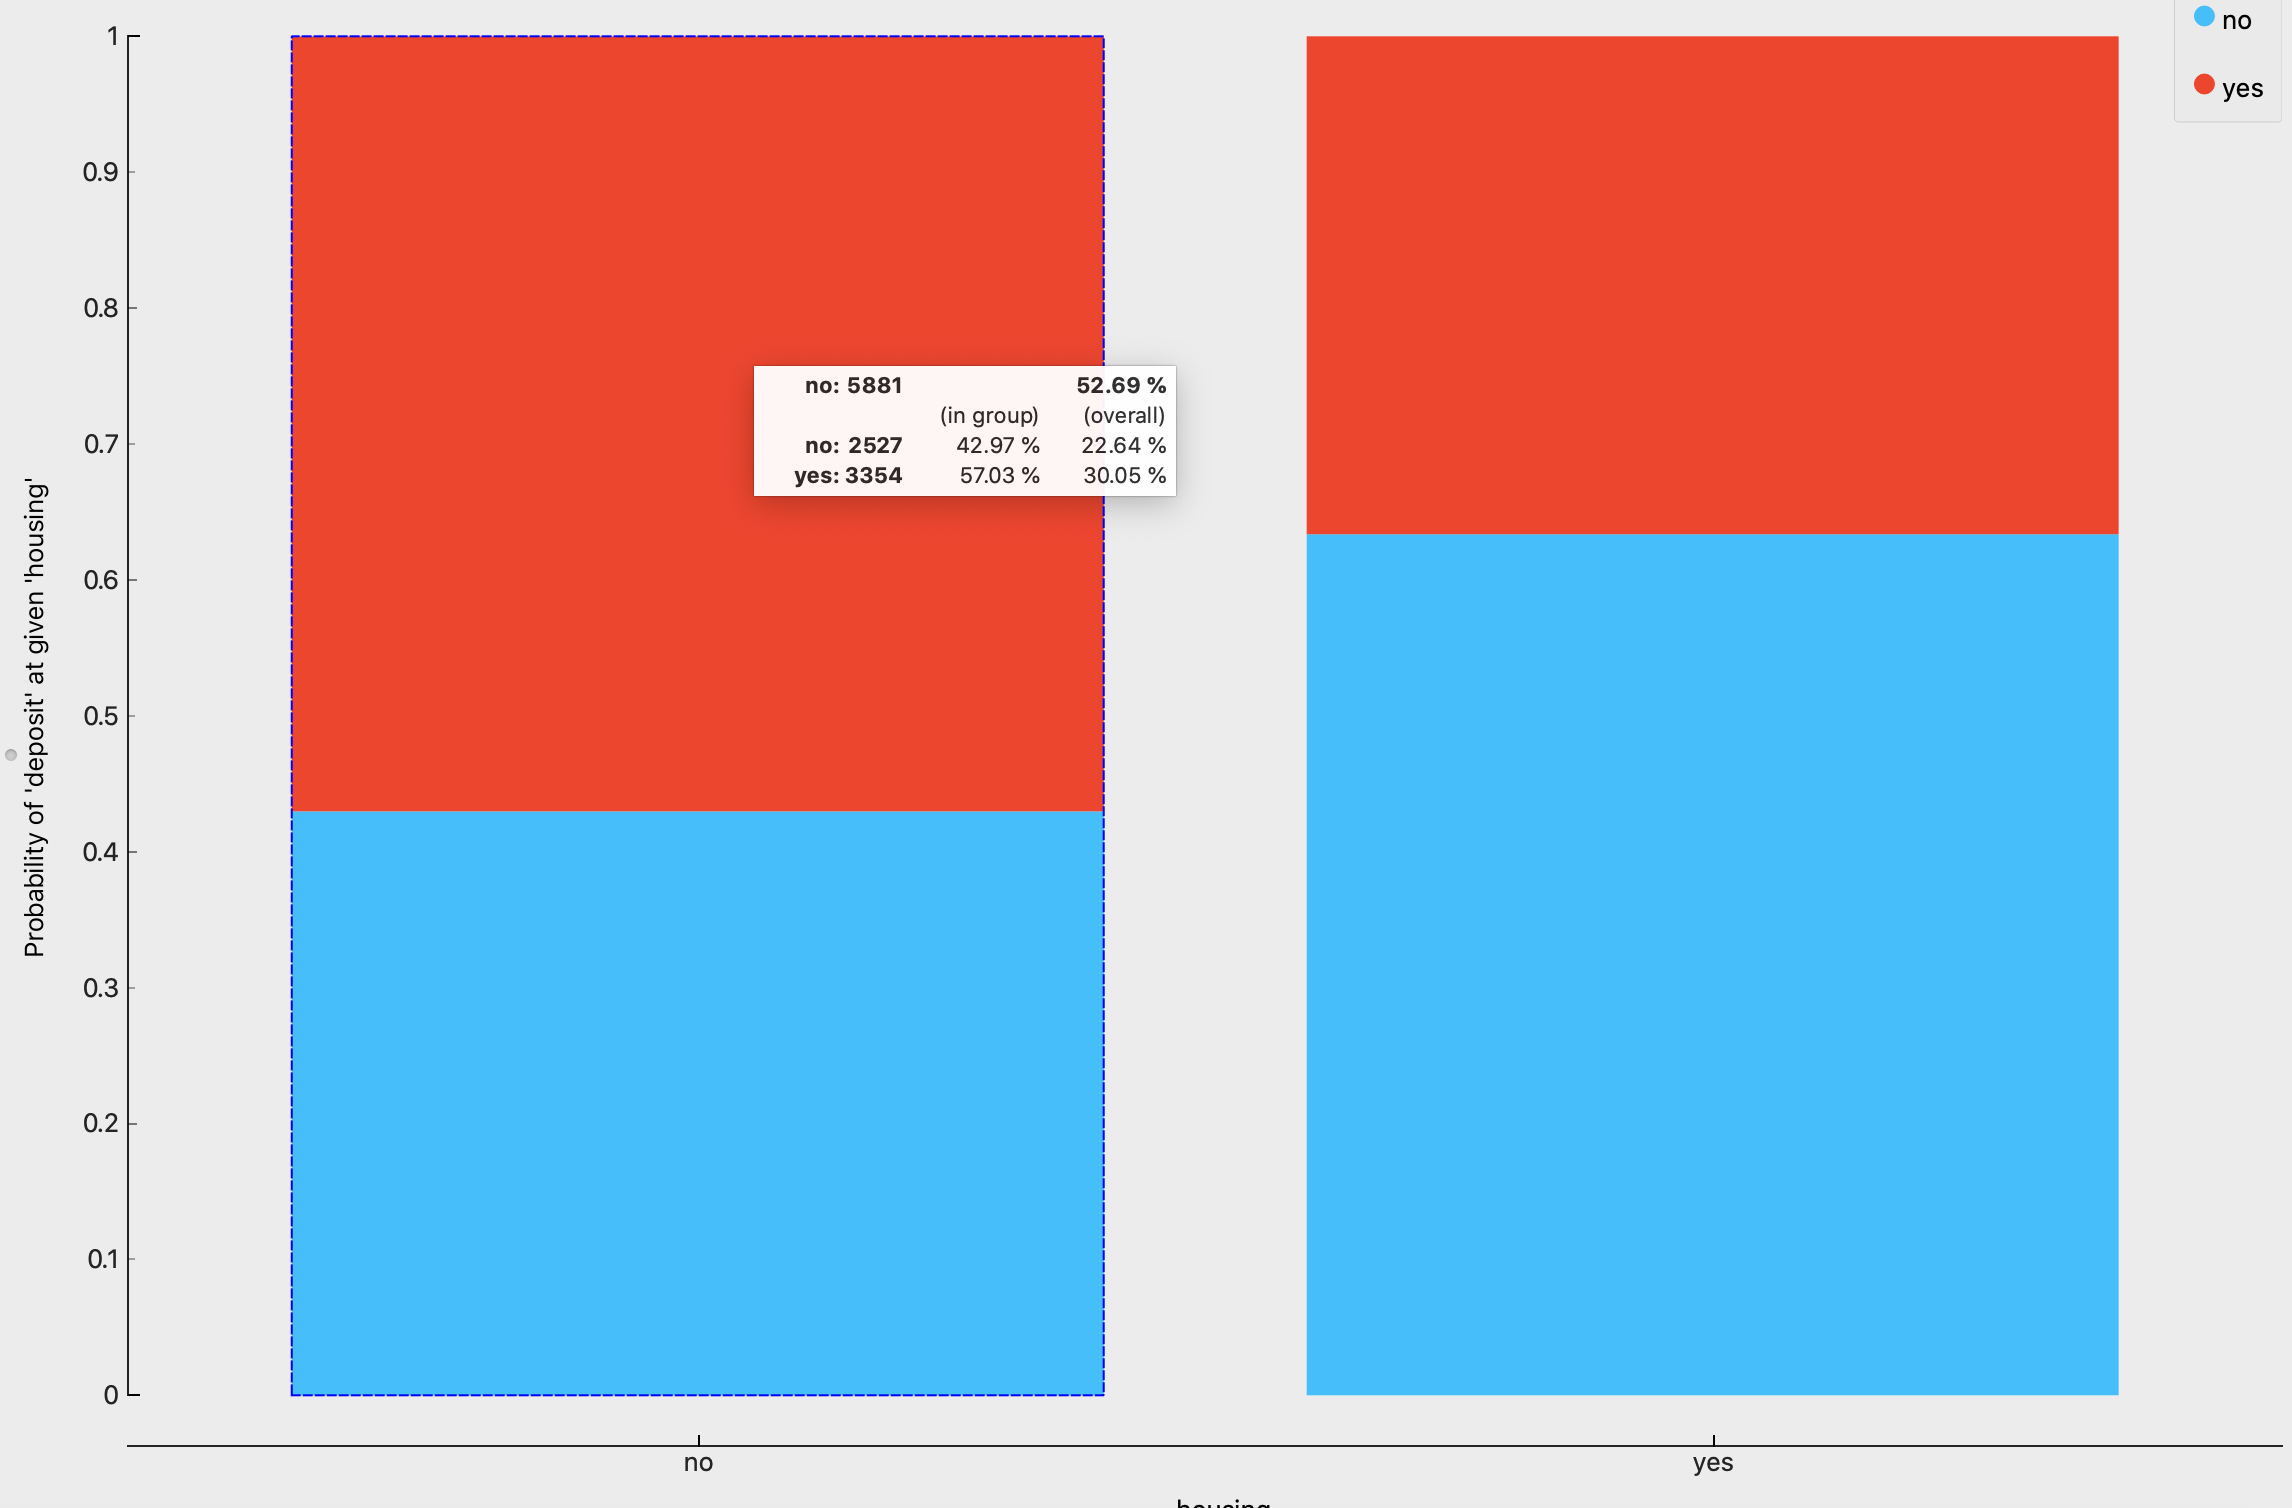 no
yes
1
0.9
0.8
0.7
0.6
0.5
0.4
0.3
0.2
0.1
0
Probability of 'deposit' at given 'housing'
no: 5881 52.69 %
(in group) (overall)
no: 2527 42.97 % 22.64 %
yes: 3354 57.03 % 30.05 %
no yes
housing